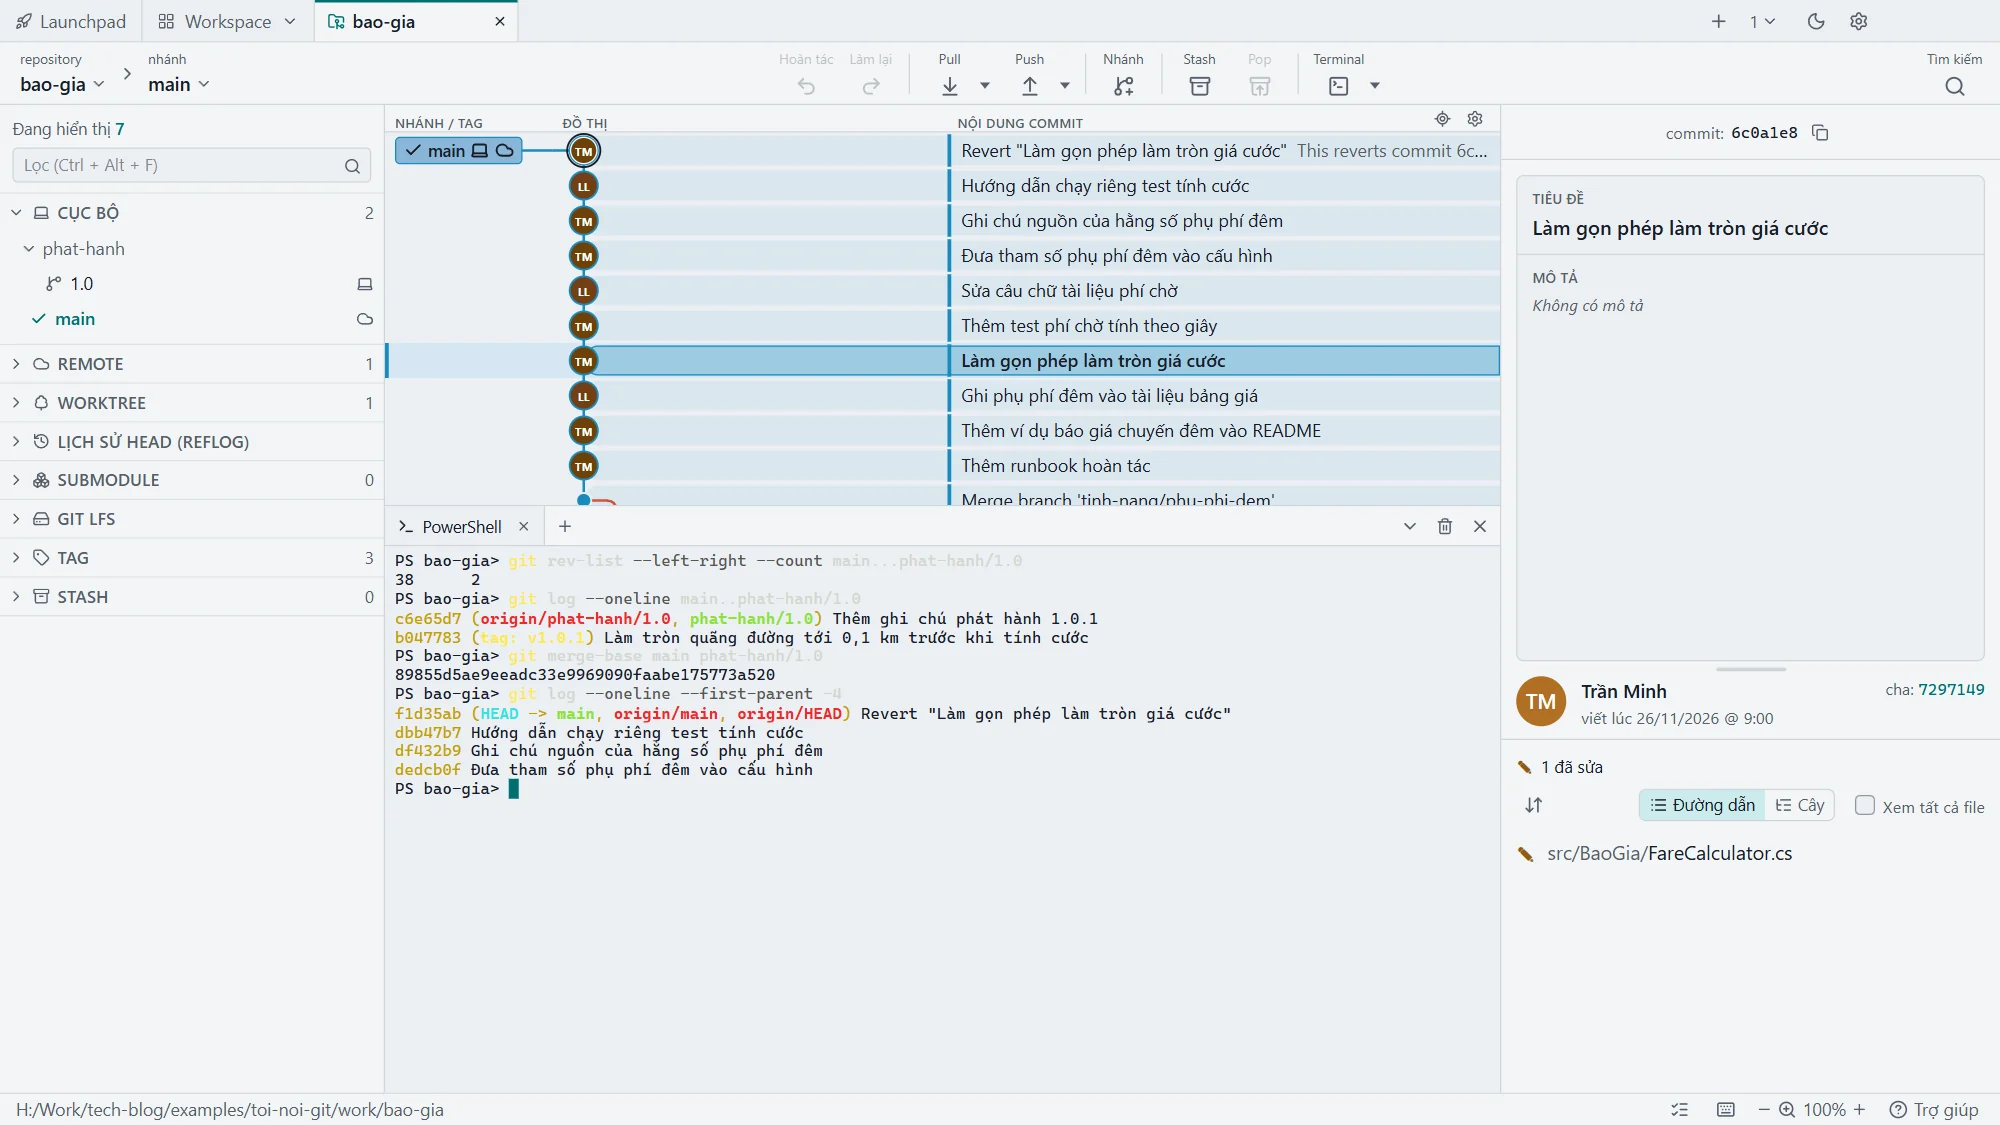 Launchpad
Workspace
bao-gia
1
repository
bao-gia
nhánh
main
Hoàn tác
Làm lại
Pull
Push
Nhánh
Stash
Pop
Terminal
Tìm kiếm
Đang hiển thị 7
Lọc (Ctrl + Alt + F)
CỤC BỘ 2
phat-hanh
1.0
main
REMOTE 1
WORKTREE 1
LỊCH SỬ HEAD (REFLOG)
SUBMODULE 0
GIT LFS
TAG 3
STASH 0
NHÁNH / TAG
ĐỒ THỊ
NỘI DUNG COMMIT
main TM Revert "Làm gọn phép làm tròn giá cước" This reverts commit 6c...
LL Hướng dẫn chạy riêng test tính cước
TM Ghi chú nguồn của hằng số phụ phí đêm
TM Đưa tham số phụ phí đêm vào cấu hình
LL Sửa câu chữ tài liệu phí chờ
TM Thêm test phí chờ tính theo giây
TM Làm gọn phép làm tròn giá cước
LL Ghi phụ phí đêm vào tài liệu bảng giá
TM Thêm ví dụ báo giá chuyến đêm vào README
TM Thêm runbook hoàn tác
Merge branch 'tinh-nang/phu-phi-dem'
PowerShell
PS bao-gia> git rev-list --left-right --count main...phat-hanh/1.0
38 2
PS bao-gia> git log --oneline main..phat-hanh/1.0
c6e65d7 (origin/phat-hanh/1.0, phat-hanh/1.0) Thêm ghi chú phát hành 1.0.1
b047783 (tag: v1.0.1) Làm tròn quãng đường tới 0,1 km trước khi tính cước
PS bao-gia> git merge-base main phat-hanh/1.0
89855d5ae9eeadc33e9969090faabe175773a520
PS bao-gia> git log --oneline --first-parent -4
f1d35ab (HEAD -> main, origin/main, origin/HEAD) Revert "Làm gọn phép làm tròn giá cước"
dbb47b7 Hướng dẫn chạy riêng test tính cước
df432b9 Ghi chú nguồn của hằng số phụ phí đêm
dedcb0f Đưa tham số phụ phí đêm vào cấu hình
PS bao-gia>
commit: 6c0a1e8
TIÊU ĐỀ
Làm gọn phép làm tròn giá cước
MÔ TẢ
Không có mô tả
TM
Trần Minh
cha: 7297149
viết lúc 26/11/2026 @ 9:00
1 đã sửa
Đường dẫn
Cây
Xem tất cả file
src/BaoGia/FareCalculator.cs
H:/Work/tech-blog/examples/toi-noi-git/work/bao-gia
100%
Trợ giúp